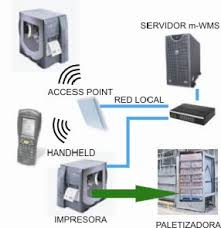 SERVIDOR m-WMS
ACCESS POINT
RED LOCAL
HANDHELD
IMPRESORA
PALETIZADORA